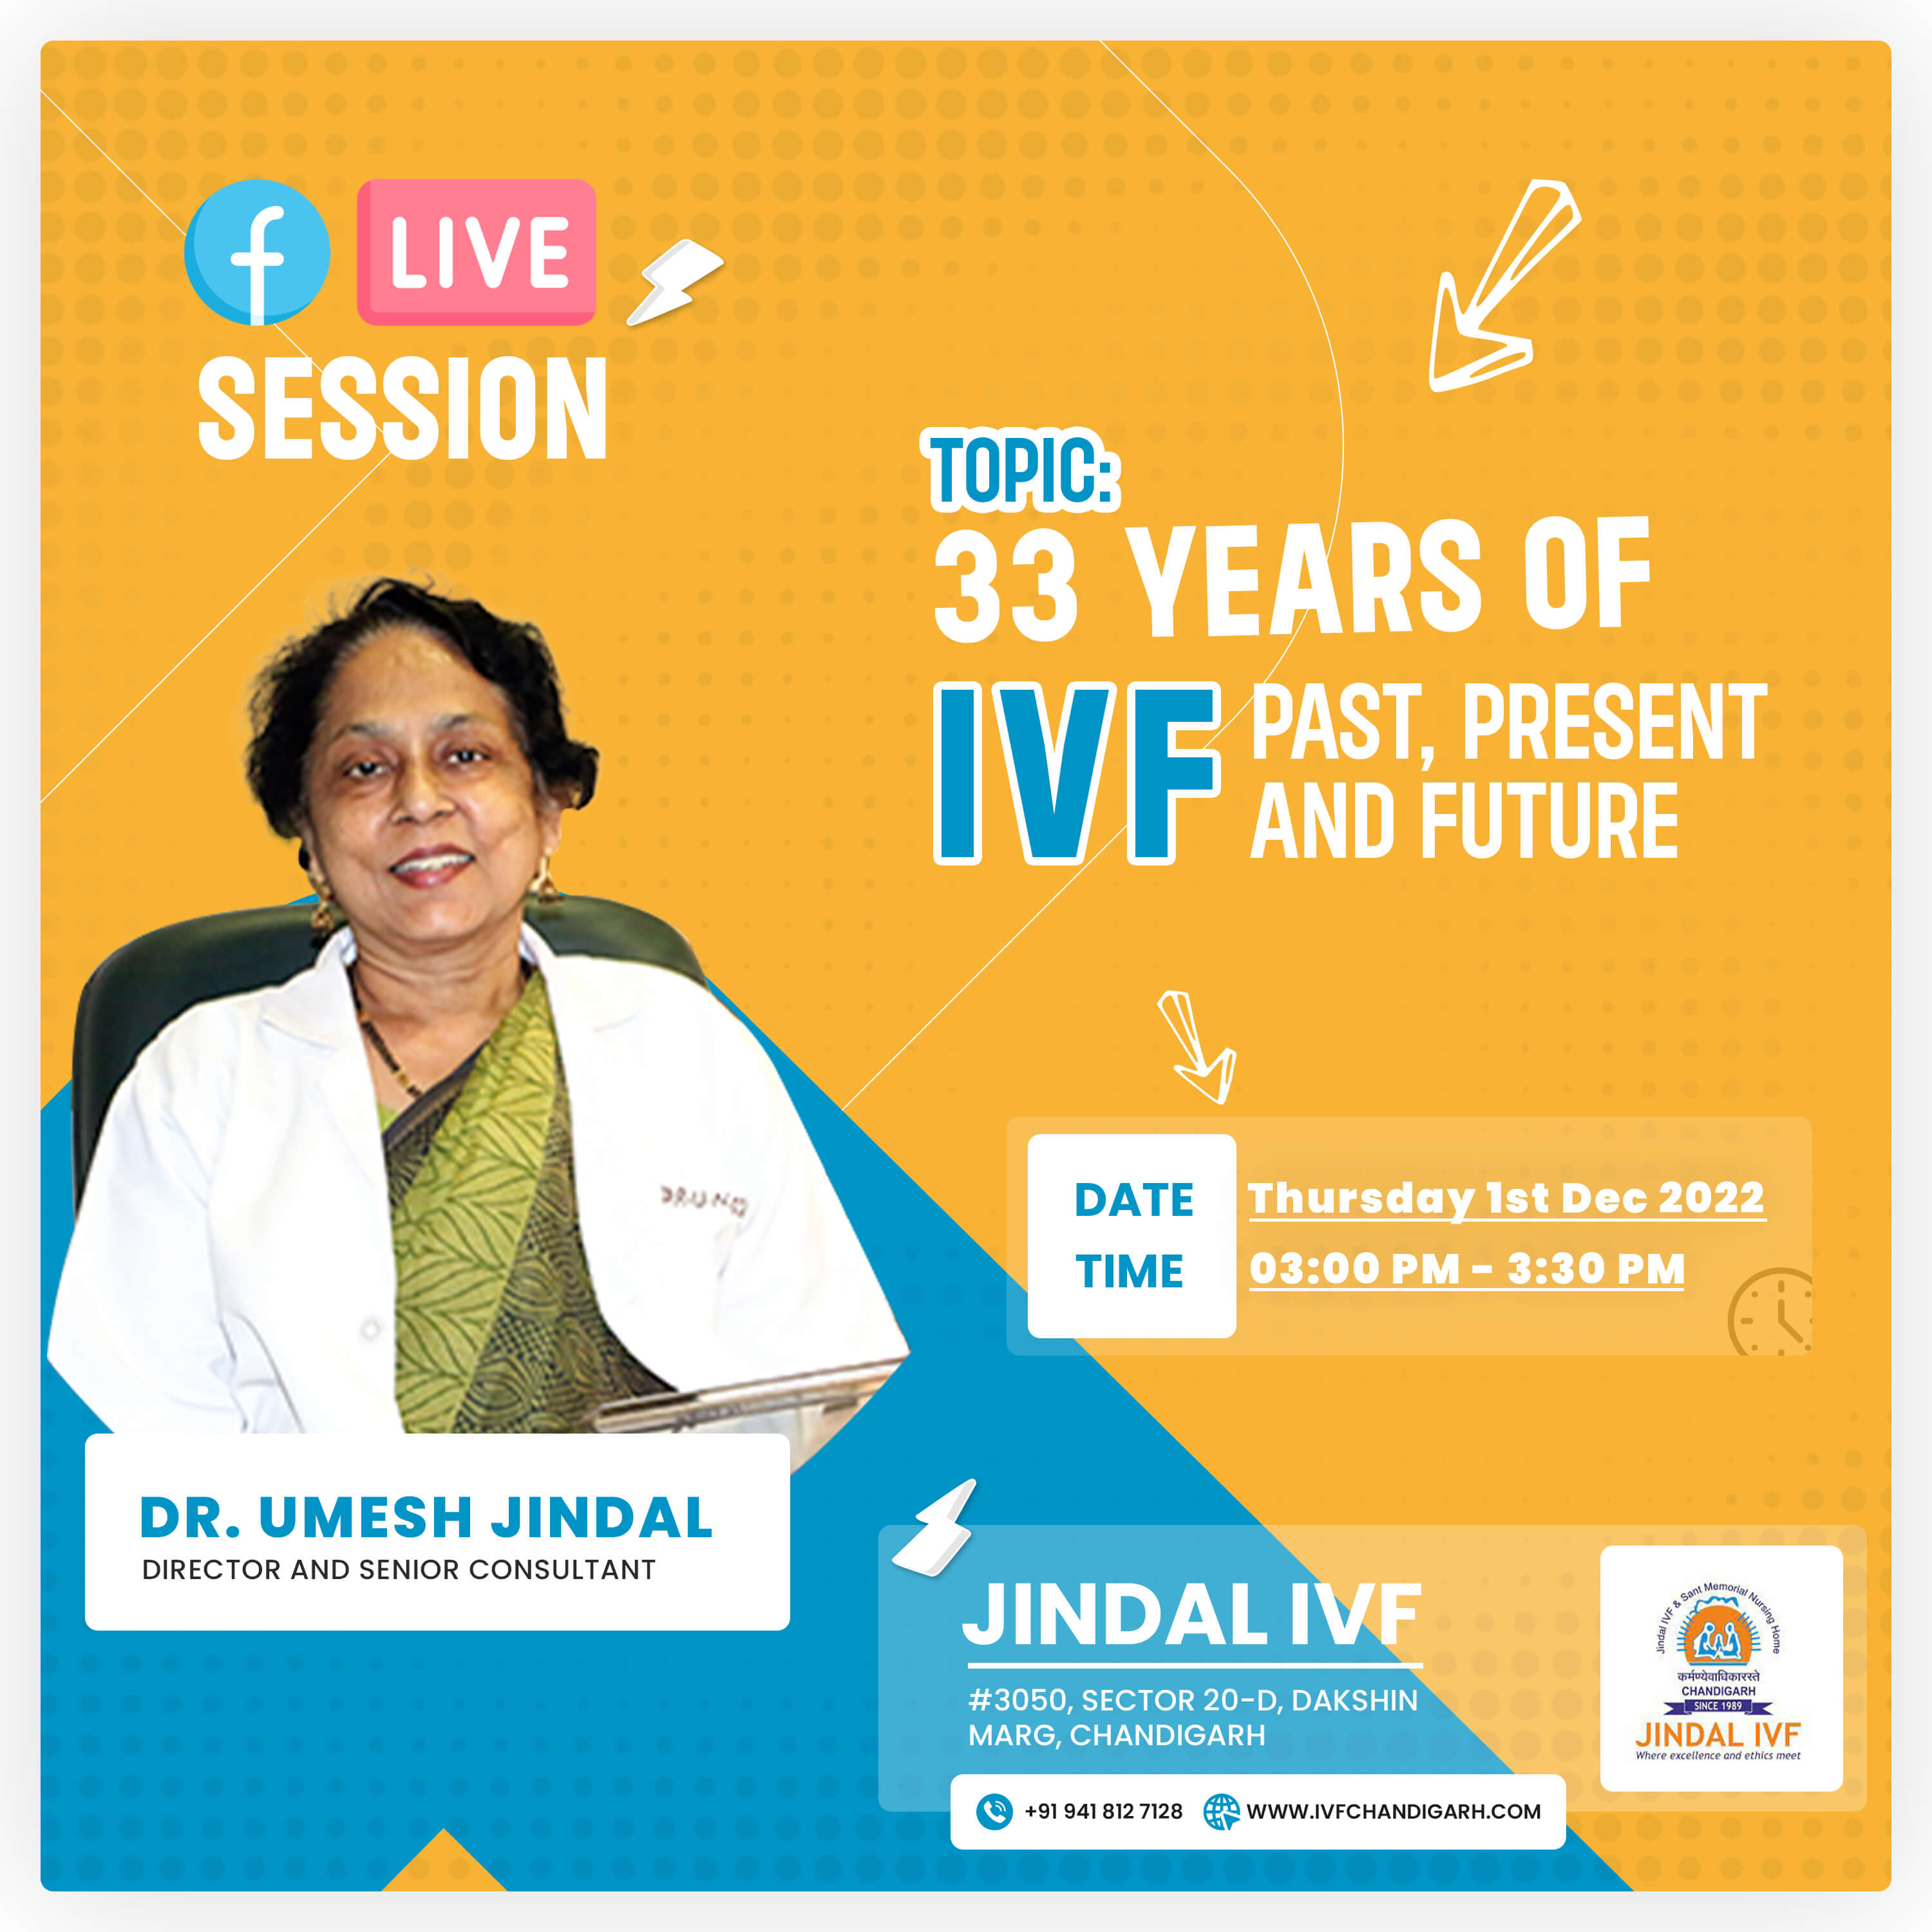 f LIVE
SESSION
TOPIC:
33 YEARS OF
IVF PAST, PRESENT
AND FUTURE
DATE Thursday 1st Dec 2022
TIME 03:00 PM - 3:30 PM
DR. UMESH JINDAL
DIRECTOR AND SENIOR CONSULTANT
JINDAL IVF
#3050, SECTOR 20-D, DAKSHIN
MARG, CHANDIGARH
+91 941 812 7128 WWW.IVFCHANDIGARH.COM
Jindal IVF & Sant Memorial Nursing Home
कर्मण्येवाधिकारस्ते
CHANDIGARH
SINCE 1989
JINDAL IVF
Where excellence and ethics meet